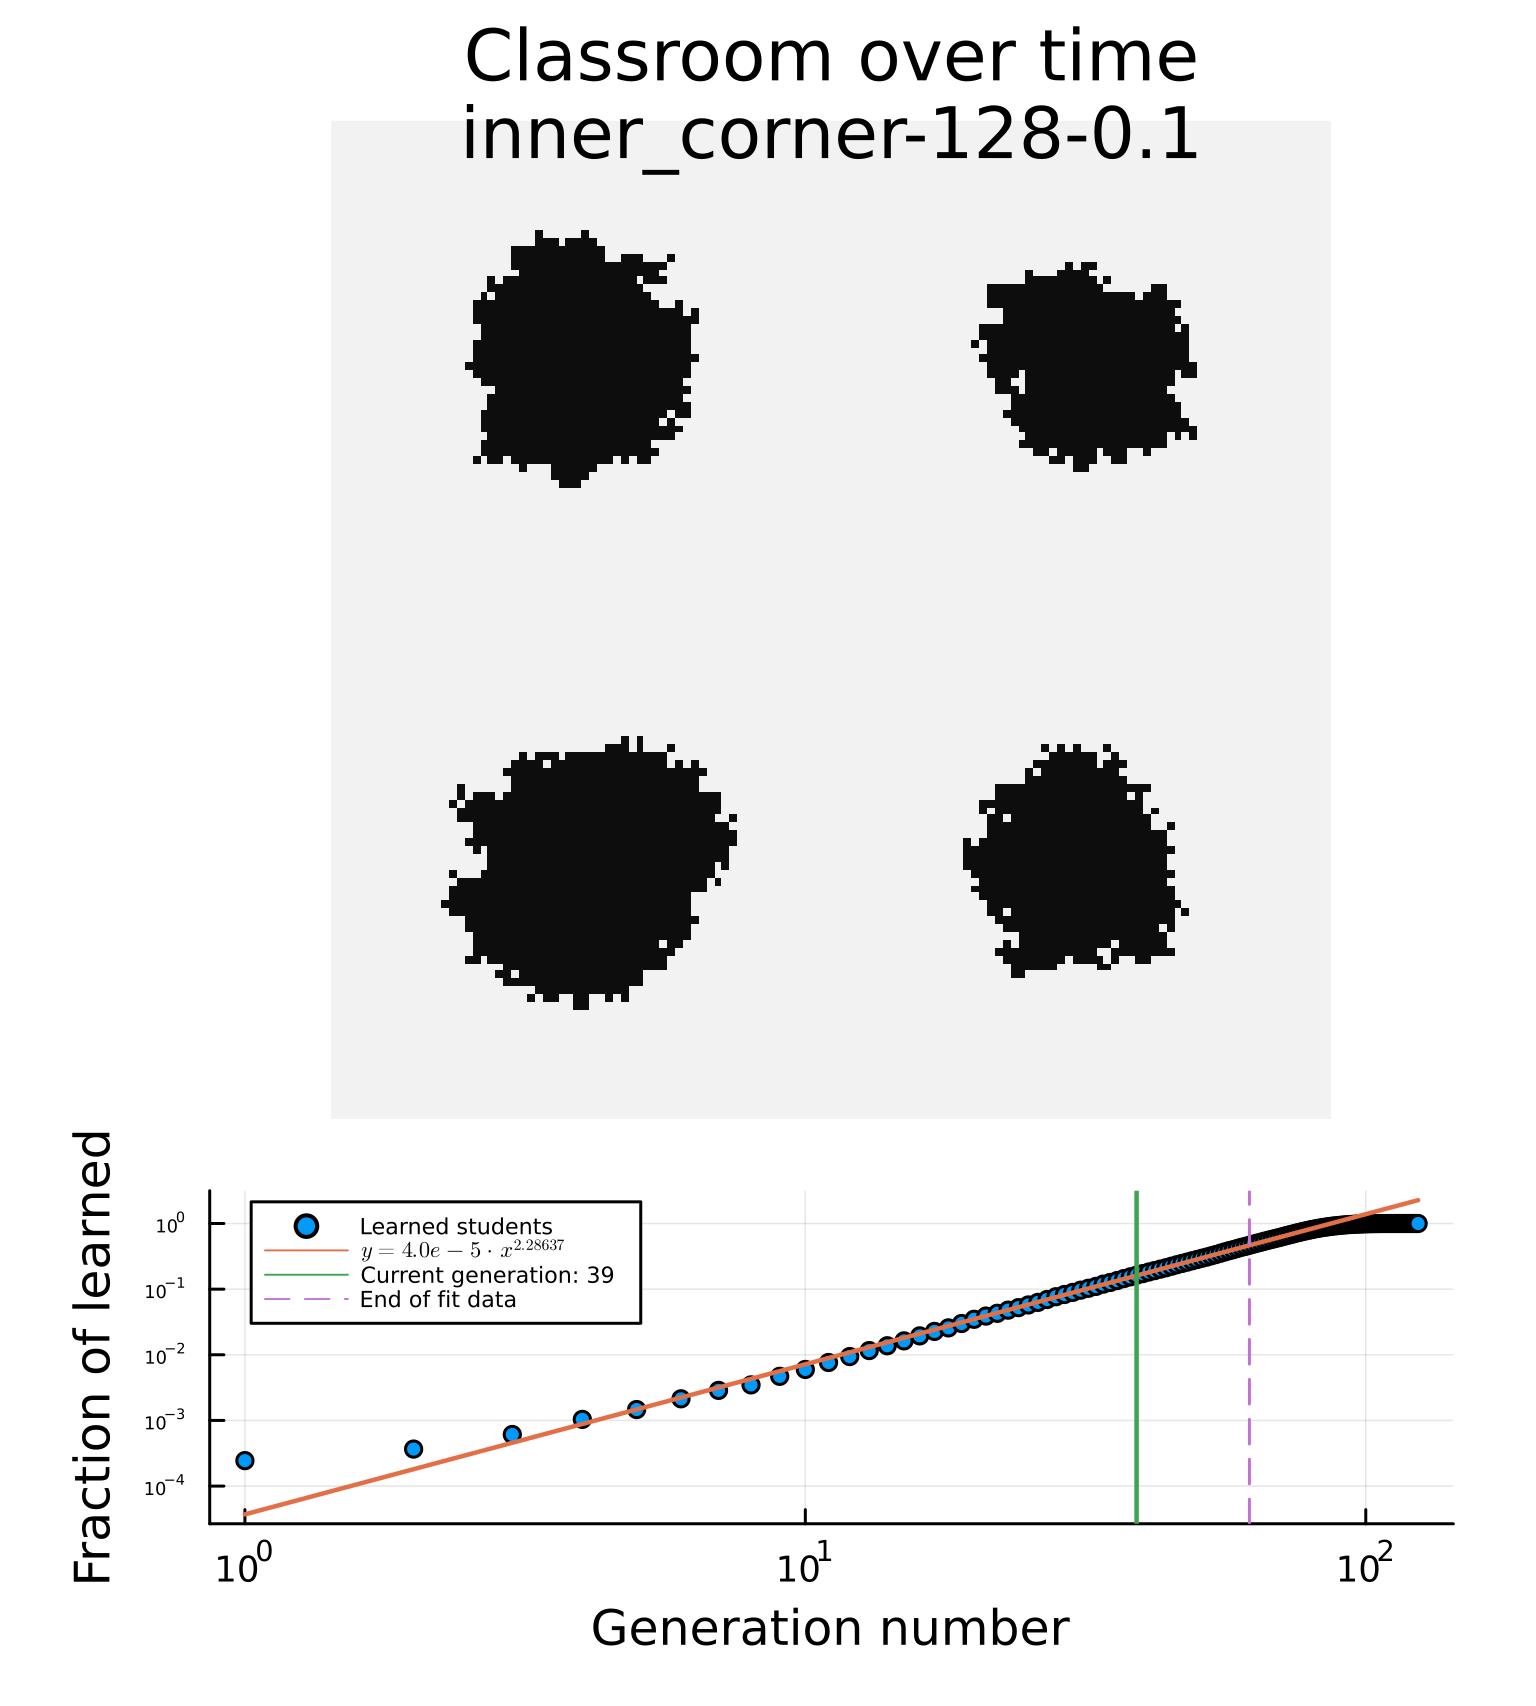 Classroom over time
inner_corner-128-0.1
Fraction of learned
10^0
10^−1
10^−2
10^−3
10^−4
Learned students
y = 4.0e − 5 · x^2.28637
Current generation: 39
End of fit data
10^0
10^1
10^2
Generation number